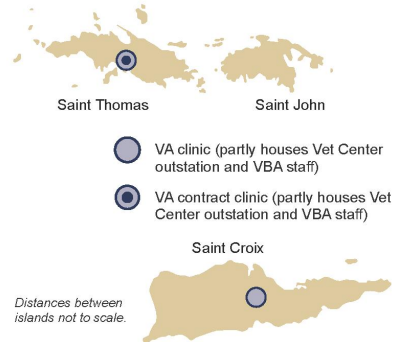 Saint Thomas
Saint John
VA clinic (partly houses Vet Center
outstation and VBA staff)
VA contract clinic (partly houses Vet
Center outstation and VBA staff)
Saint Croix
Distances between
islands not to scale.